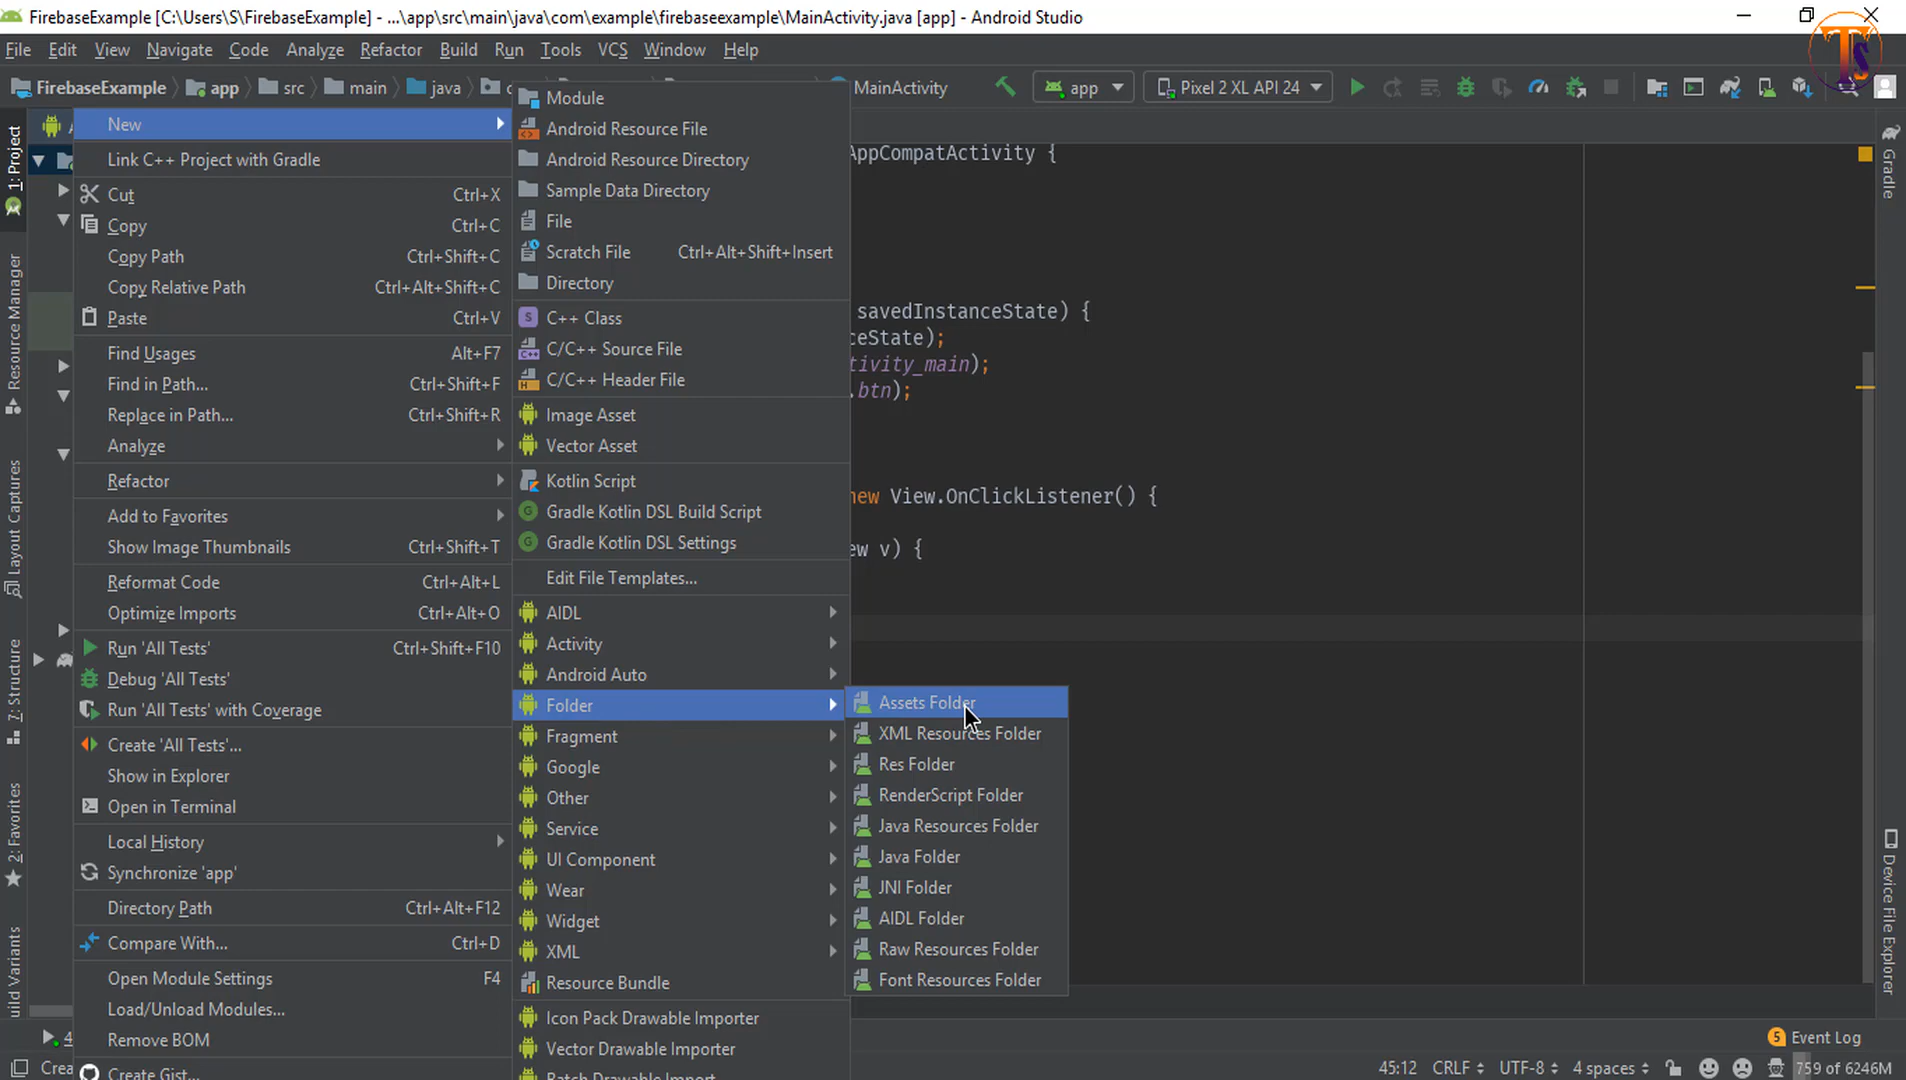 FirebaseExample [C:\Users\S\FirebaseExample] - ...\app\src\main\java\com\example\firebaseexample\MainActivity.java [app] - Android Studio
File Edit View Navigate Code Analyze Refactor Build Run Tools VCS Window Help
FirebaseExample app src main java MainActivity app Pixel 2 XL API 24
Ts
1: Project
Resource Manager
Layout Captures
7: Structure
2: Favorites
uild Variants
New
Link C++ Project with Gradle
Cut Ctrl+X
Copy Ctrl+C
Copy Path Ctrl+Shift+C
Copy Relative Path Ctrl+Alt+Shift+C
Paste Ctrl+V
Find Usages Alt+F7
Find in Path... Ctrl+Shift+F
Replace in Path... Ctrl+Shift+R
Analyze
Refactor
Add to Favorites
Show Image Thumbnails Ctrl+Shift+T
Reformat Code Ctrl+Alt+L
Optimize Imports Ctrl+Alt+O
Run 'All Tests' Ctrl+Shift+F10
Debug 'All Tests'
Run 'All Tests' with Coverage
Create 'All Tests'...
Show in Explorer
Open in Terminal
Local History
Synchronize 'app'
Directory Path Ctrl+Alt+F12
Compare With... Ctrl+D
Open Module Settings F4
Load/Unload Modules...
Remove BOM
Create Gist...
Module
Android Resource File
Android Resource Directory
Sample Data Directory
File
Scratch File Ctrl+Alt+Shift+Insert
Directory
C++ Class
C/C++ Source File
C/C++ Header File
Image Asset
Vector Asset
Kotlin Script
Gradle Kotlin DSL Build Script
Gradle Kotlin DSL Settings
Edit File Templates...
AIDL
Activity
Android Auto
Folder
Fragment
Google
Other
Service
UI Component
Wear
Widget
XML
Resource Bundle
Icon Pack Drawable Importer
Vector Drawable Importer
Batch Drawable Import
Assets Folder
XML Resources Folder
Res Folder
RenderScript Folder
Java Resources Folder
Java Folder
JNI Folder
AIDL Folder
Raw Resources Folder
Font Resources Folder
AppCompatActivity {
savedInstanceState) {
ceState);
tivity_main);
.btn);
new View.OnClickListener() {
ew v) {
Gradle
Device File Explorer
4
5 Event Log
Crea
45:12 CRLF UTF-8 4 spaces 759 of 6246M